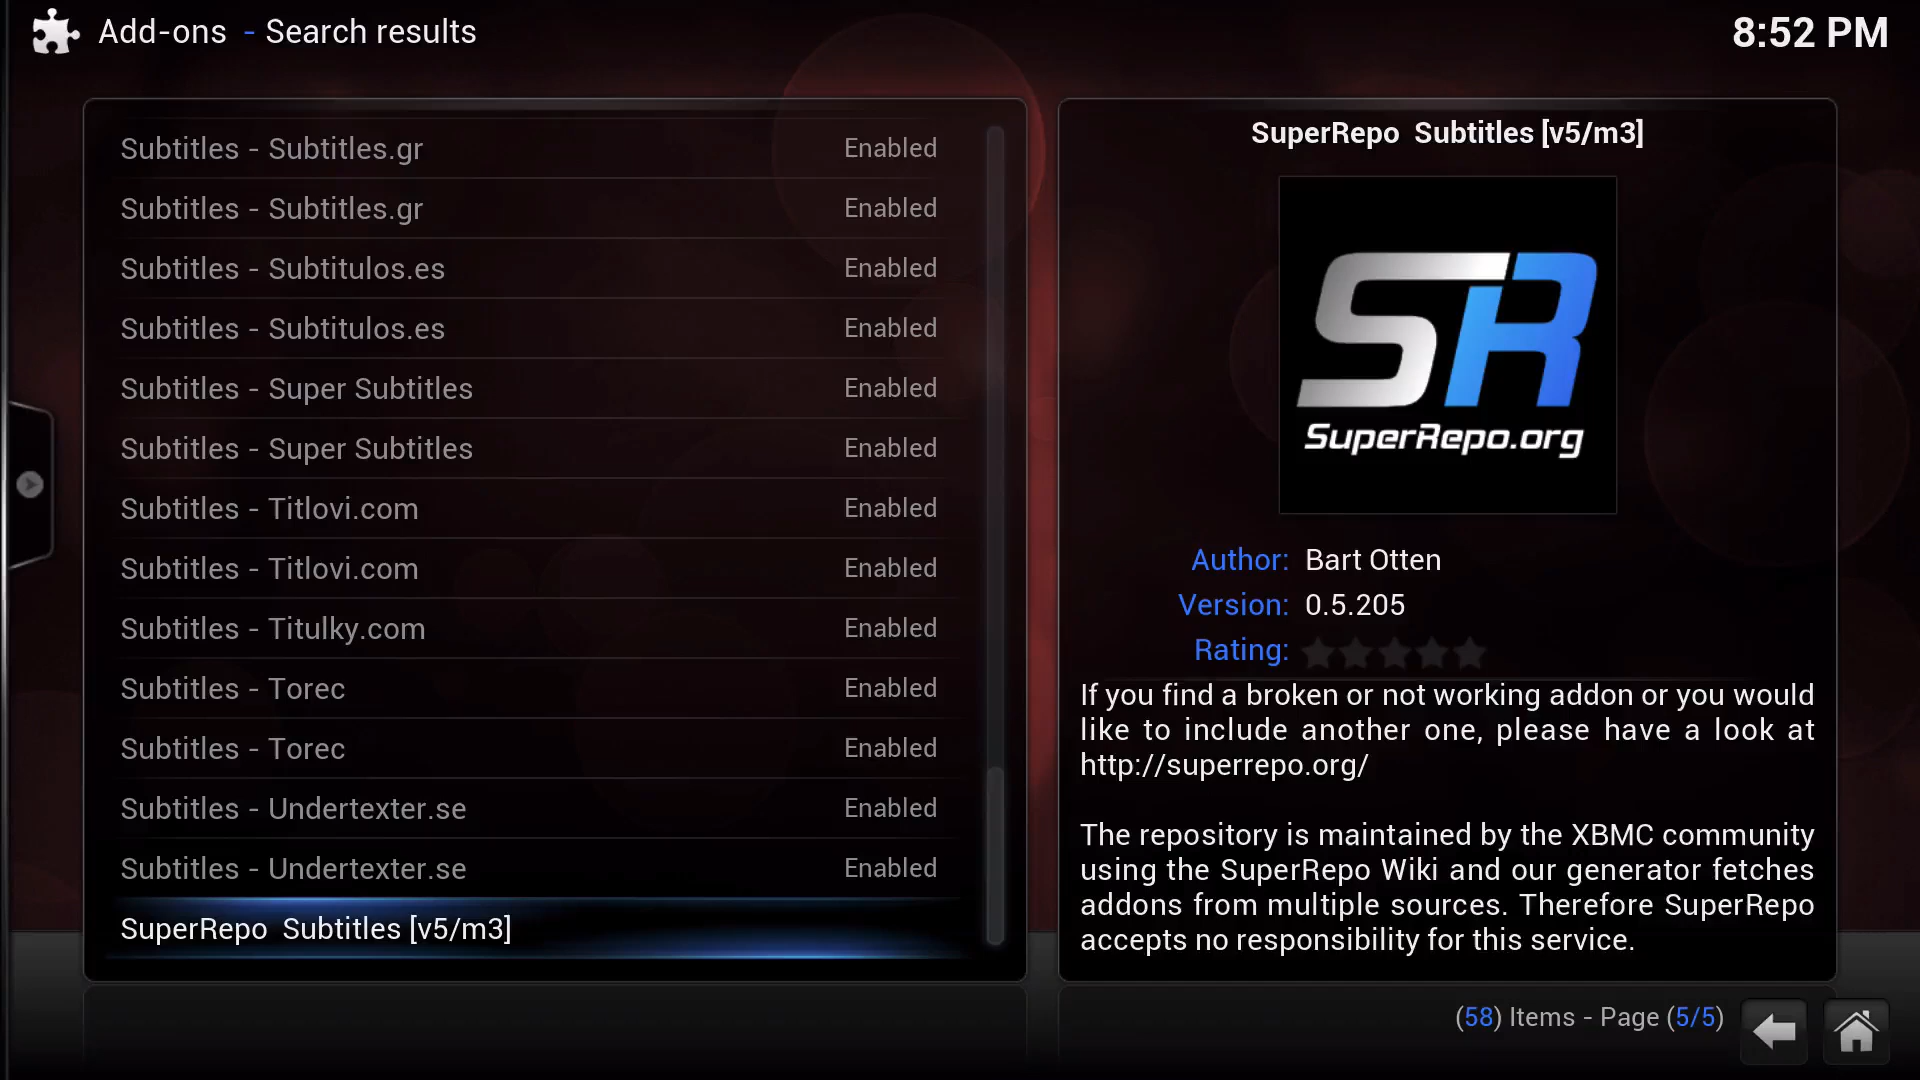 Add-ons - Search results
8:52 PM
Subtitles - Subtitles.gr Enabled
Subtitles - Subtitles.gr Enabled
Subtitles - Subtitulos.es Enabled
Subtitles - Subtitulos.es Enabled
Subtitles - Super Subtitles Enabled
Subtitles - Super Subtitles Enabled
Subtitles - Titlovi.com Enabled
Subtitles - Titlovi.com Enabled
Subtitles - Titulky.com Enabled
Subtitles - Torec Enabled
Subtitles - Torec Enabled
Subtitles - Undertexter.se Enabled
Subtitles - Undertexter.se Enabled
SuperRepo Subtitles [v5/m3]
SuperRepo Subtitles [v5/m3]
SR
SuperRepo.org
Author: Bart Otten
Version: 0.5.205
Rating:
If you find a broken or not working addon or you would
like to include another one, please have a look at
http://superrepo.org/
The repository is maintained by the XBMC community
using the SuperRepo Wiki and our generator fetches
addons from multiple sources. Therefore SuperRepo
accepts no responsibility for this service.
(58) Items - Page (5/5)